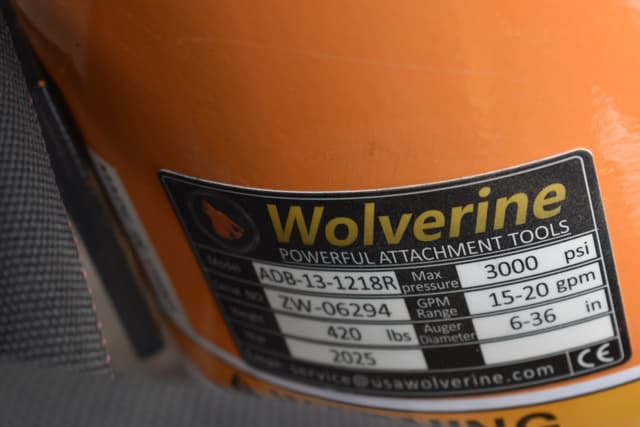 Wolverine
POWERFUL ATTACHMENT TOOLS
Model ADB-13-1218R Max pressure 3000 psi
NO ZW-06294 GPM Range 15-20 gpm
420 lbs Auger Diameter 6-36 in
2025
service@usawolverine.com CE